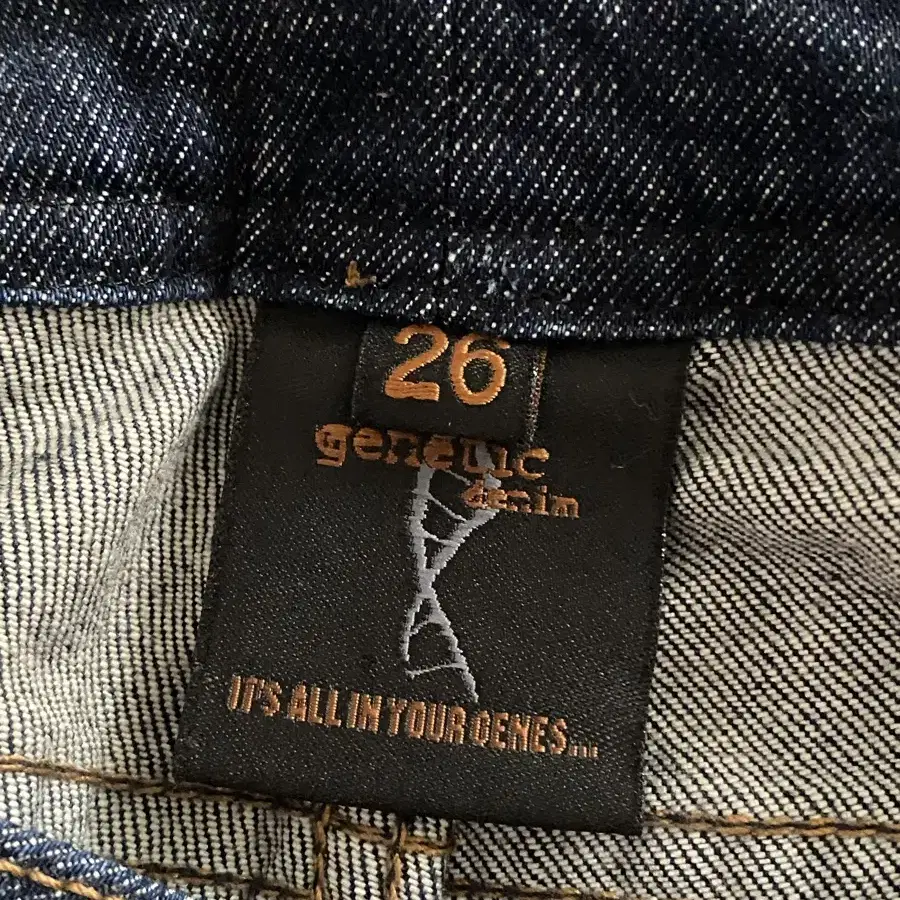 26
genetic
denim
IT'S ALL IN YOUR GENES...